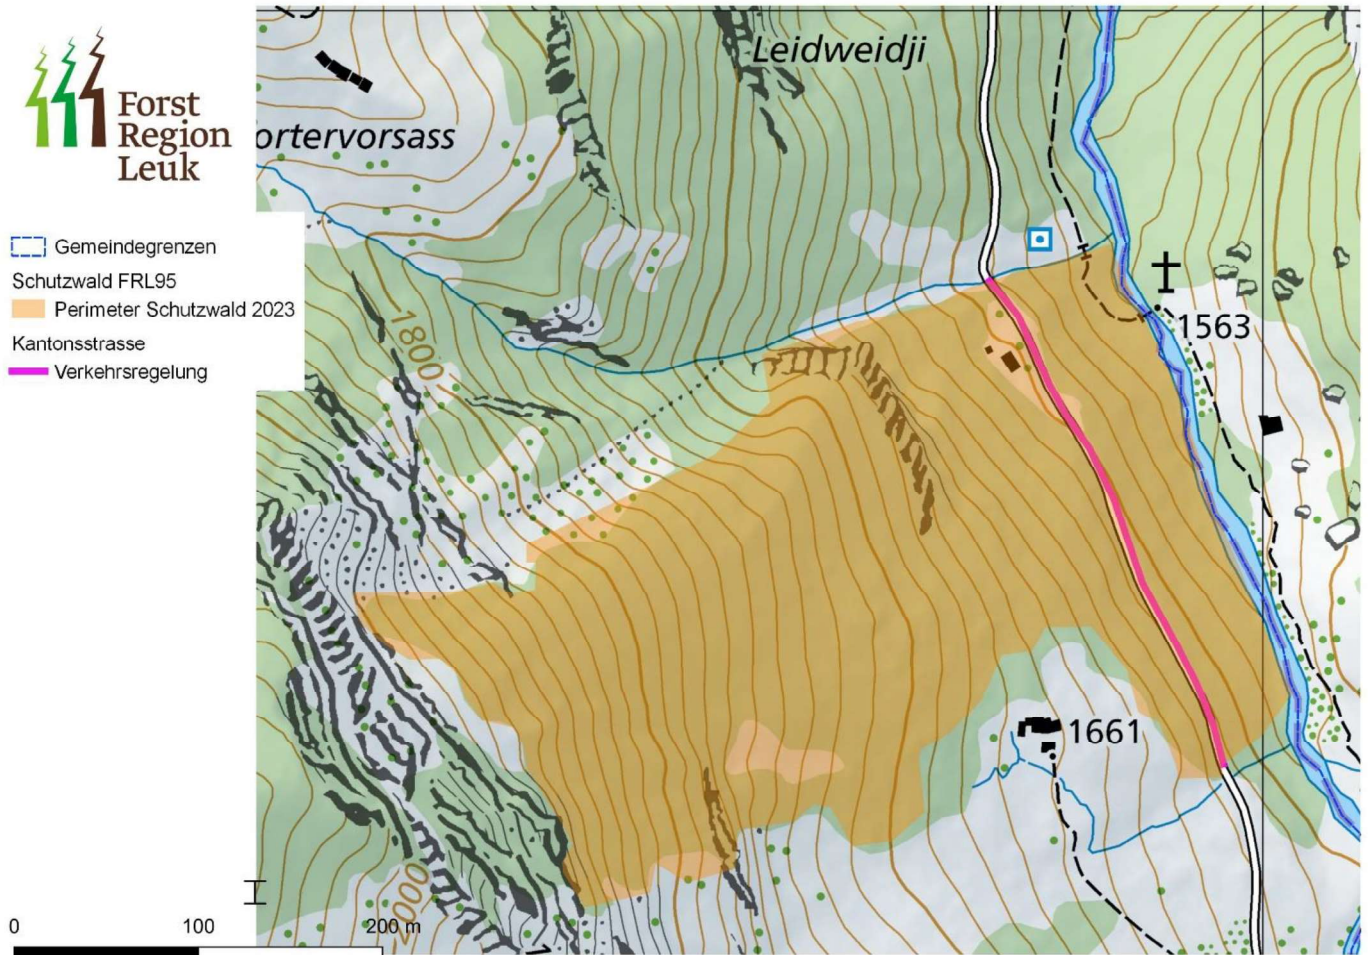 Forst
Region
Leuk
Leidweidji
ortervorsass
Gemeindegrenzen
Schutzwald FRL95
Perimeter Schutzwald 2023
Kantonsstrasse
Verkehrsregelung
1800
1563
1661
2000
0 100 200 m